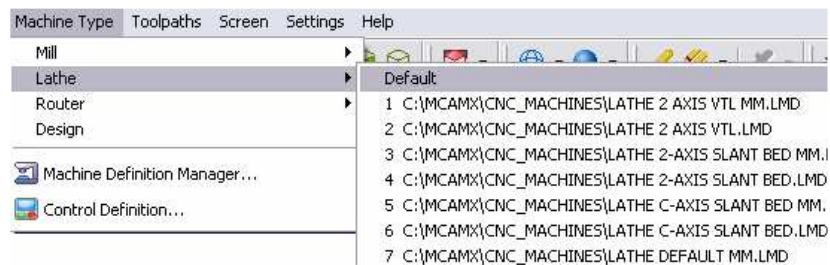 Machine Type Toolpaths Screen Settings Help
Mill
Lathe
Router
Design
Machine Definition Manager...
Control Definition...
Default
1 C:\MCAMX\CNC_MACHINES\LATHE 2 AXIS VTL MM.LMD
2 C:\MCAMX\CNC_MACHINES\LATHE 2 AXIS VTL.LMD
3 C:\MCAMX\CNC_MACHINES\LATHE 2-AXIS SLANT BED MM.
4 C:\MCAMX\CNC_MACHINES\LATHE 2-AXIS SLANT BED.LMD
5 C:\MCAMX\CNC_MACHINES\LATHE C-AXIS SLANT BED MM.
6 C:\MCAMX\CNC_MACHINES\LATHE C-AXIS SLANT BED.LMD
7 C:\MCAMX\CNC_MACHINES\LATHE DEFAULT MM.LMD